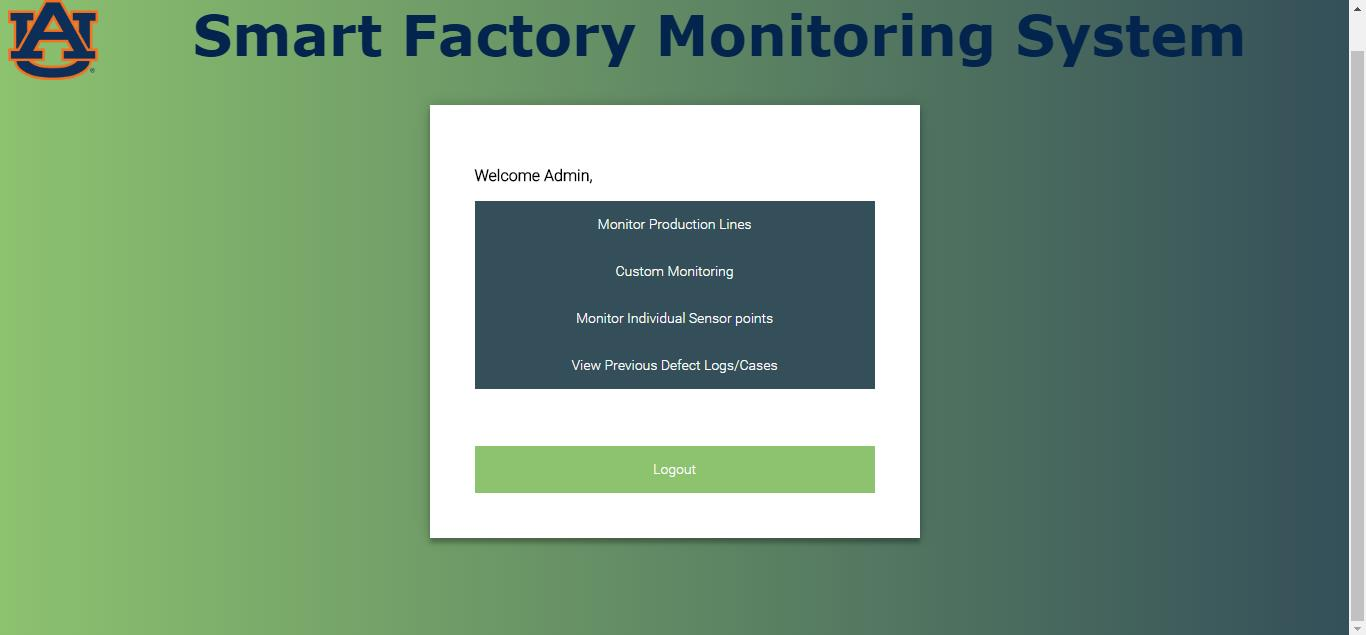 AU
Smart Factory Monitoring System
Welcome Admin,
Monitor Production Lines
Custom Monitoring
Monitor Individual Sensor points
View Previous Defect Logs/Cases
Logout